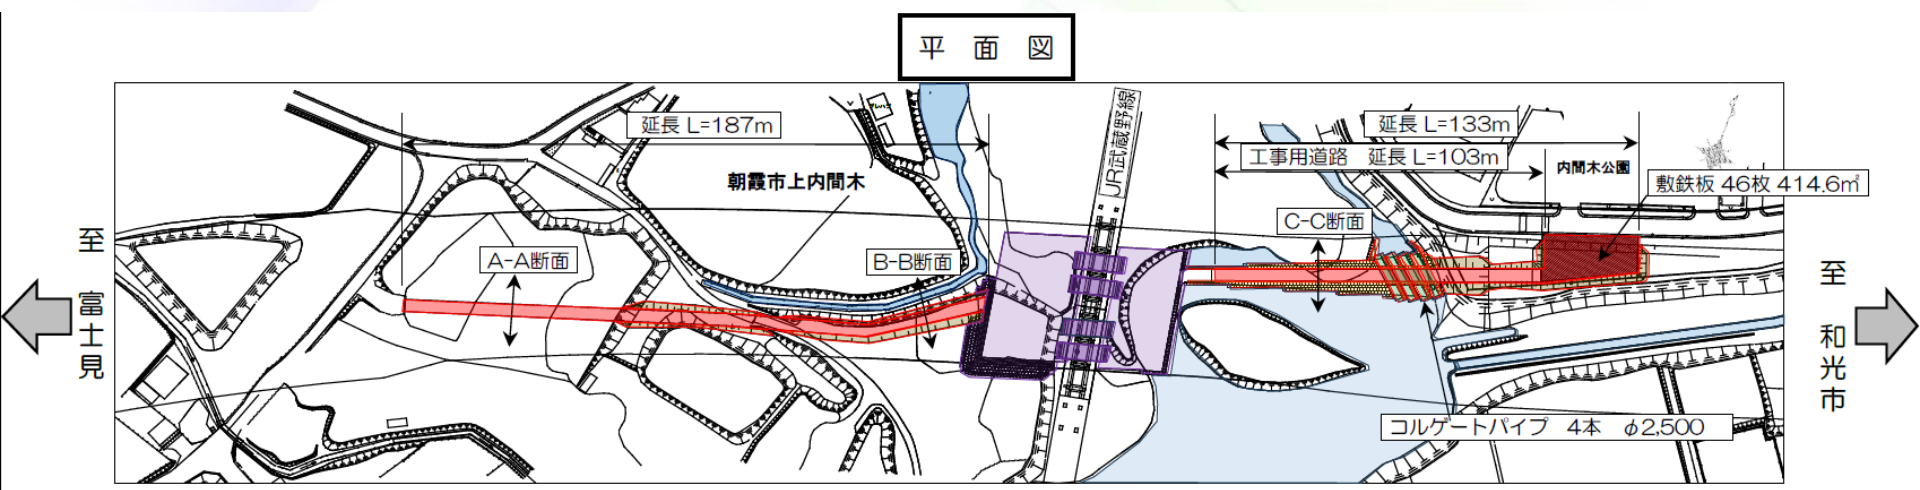 平面図
延長 L=187m
JR武蔵野線
延長 L=133m
工事用道路 延長 L=103m
内間木公園
敷鉄板 46枚 414.6㎡
朝霞市上内間木
C-C断面
A-A断面
B-B断面
至 富士見
至 和光市
コルゲートパイプ 4本 φ2,500